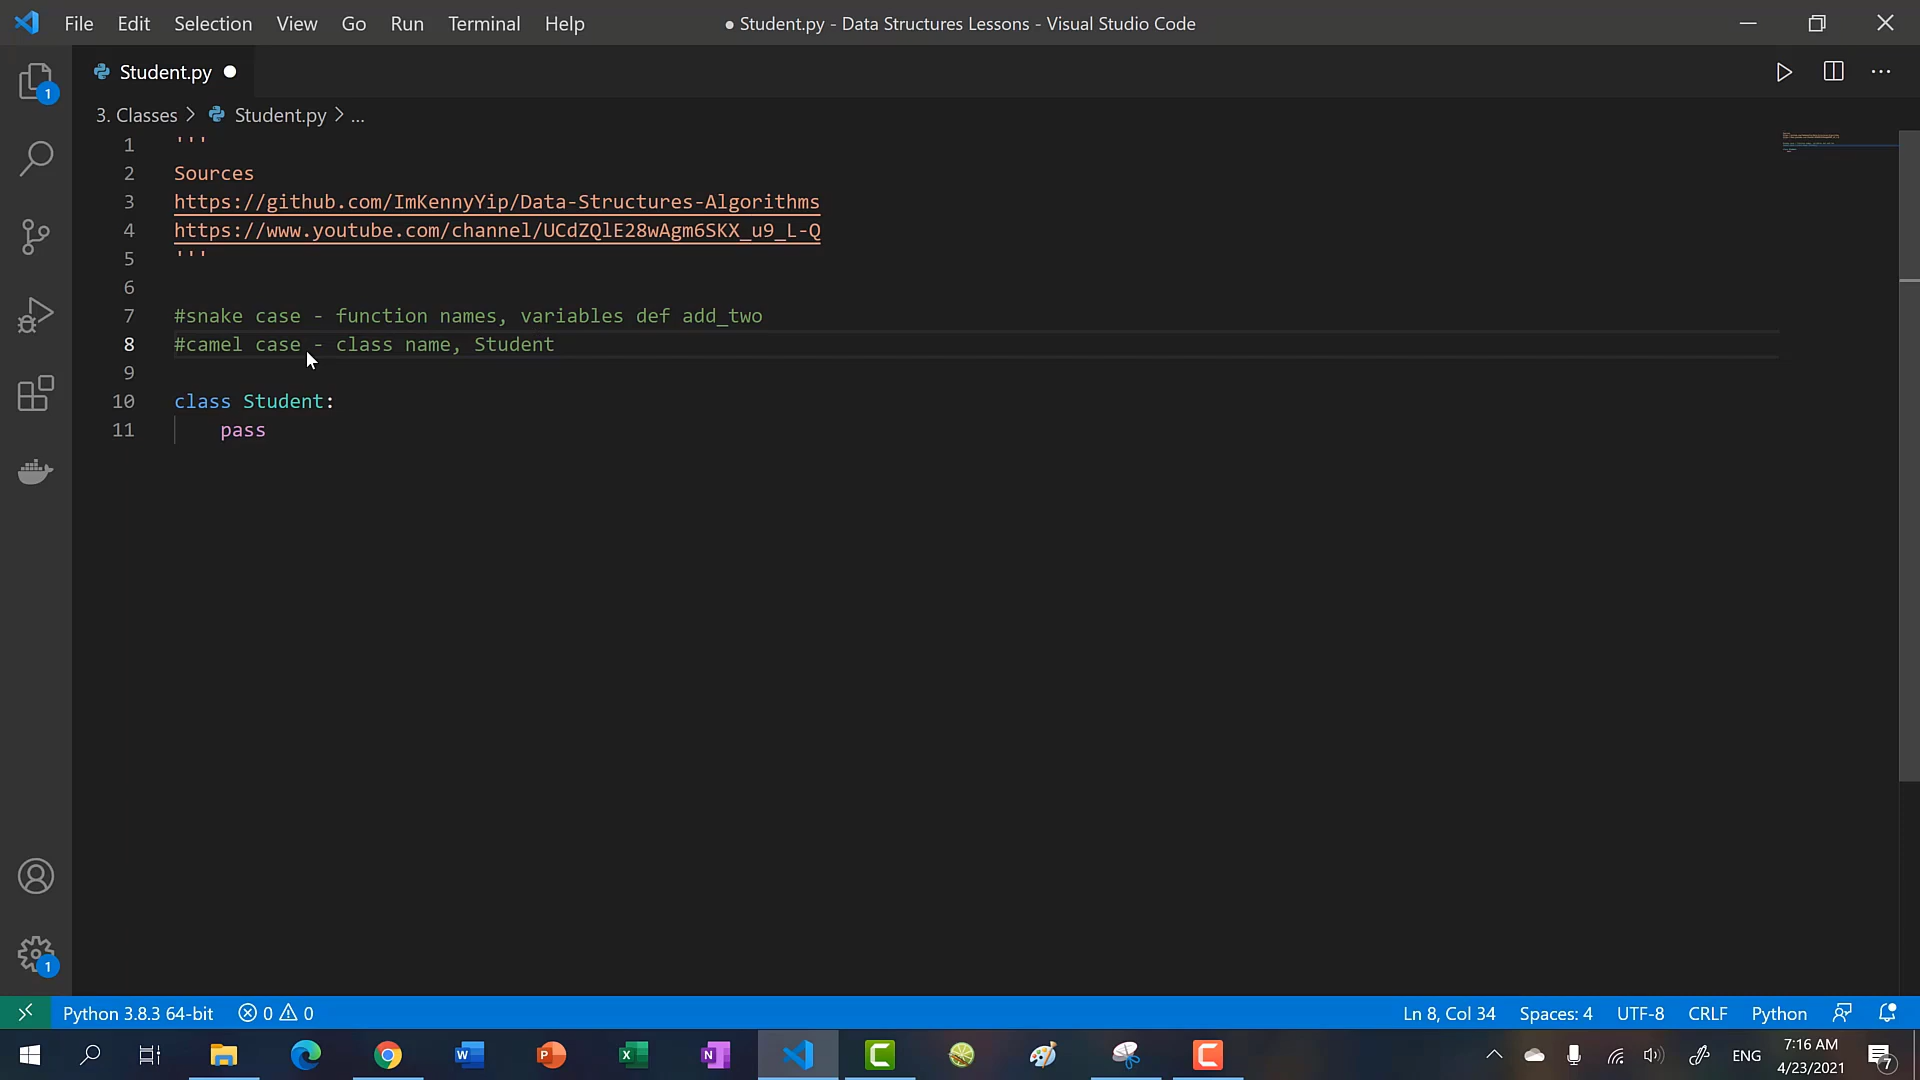 File Edit Selection View Go Run Terminal Help
● Student.py - Data Structures Lessons - Visual Studio Code
1
Student.py ●
3. Classes > Student.py > ...
1 '''
2 Sources
3 https://github.com/ImKennyYip/Data-Structures-Algorithms
4 https://www.youtube.com/channel/UCdZQlE28wAgm6SKX_u9_L-Q
5 '''
6
7 #snake case - function names, variables def add_two
8 #camel case - class name, Student
9
10 class Student:
11 pass
1
Python 3.8.3 64-bit 0 0 Ln 8, Col 34 Spaces: 4 UTF-8 CRLF Python
W P X N C C ENG
7:16 AM
4/23/2021
7